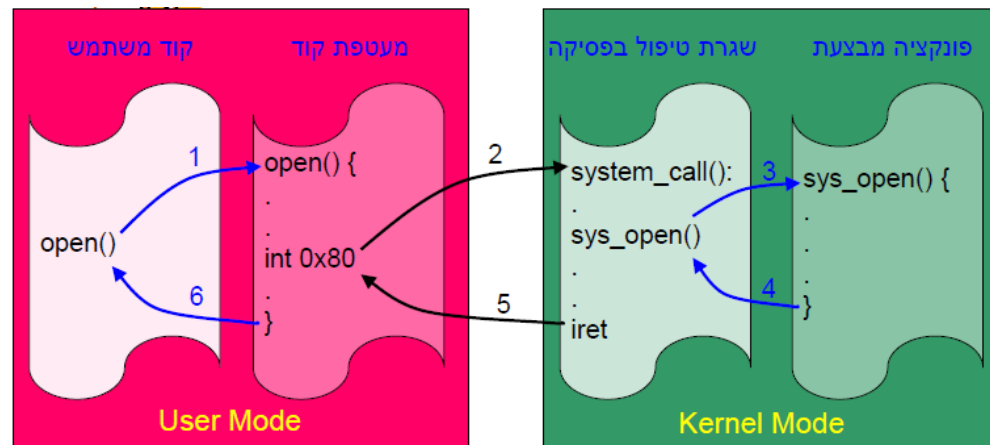 קוד משתמש
מעטפת קוד
שגרת טיפול בפסיקה
פונקציה מבצעת
open()
1
6
open() {
.
.
int 0x80
.
}
2
5
system_call():
.
sys_open()
.
.
iret
3
4
sys_open() {
.
.
.
}
User Mode
Kernel Mode